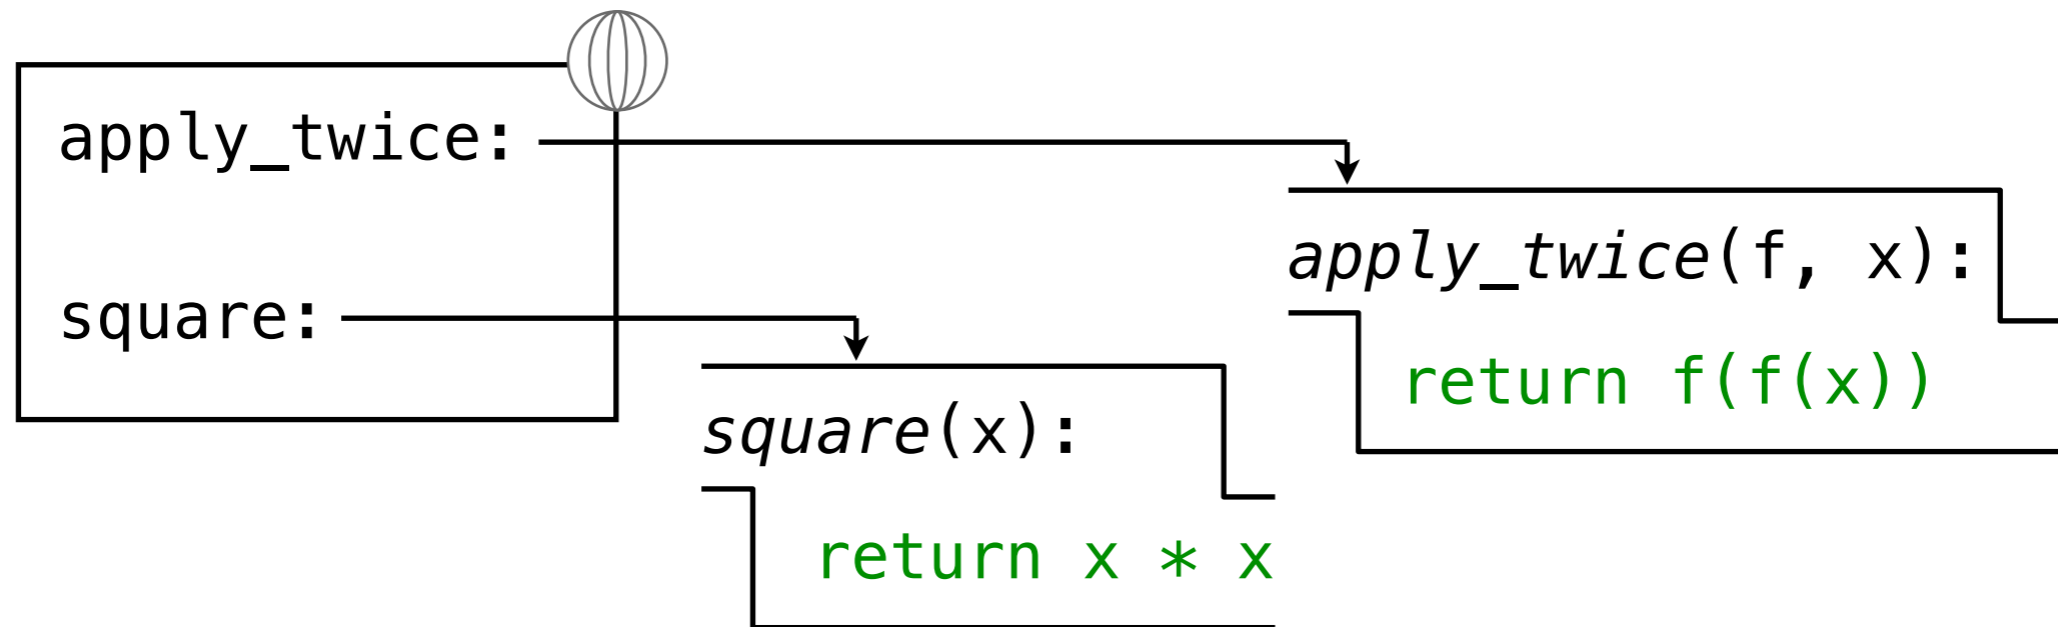 apply_twice:
square:
apply_twice(f, x):
return f(f(x))
square(x):
return x * x